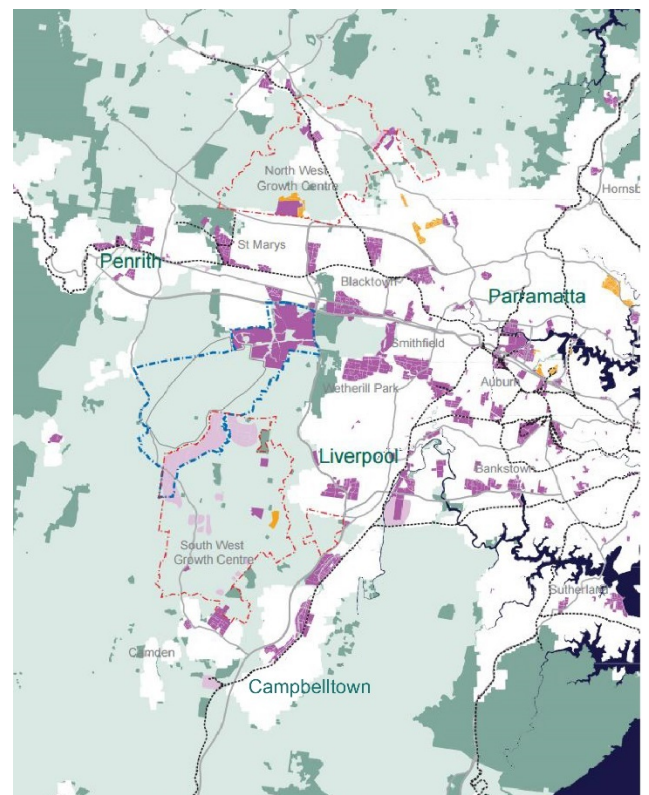 North West
Growth Centre
Hornsb
St Marys
Penrith
Blacktown
Parramatta
Smithfield
Wetherill Park
Auburn
Liverpool
Bankstown
South West
Growth Centre
Sutherland
Camden
Campbelltown